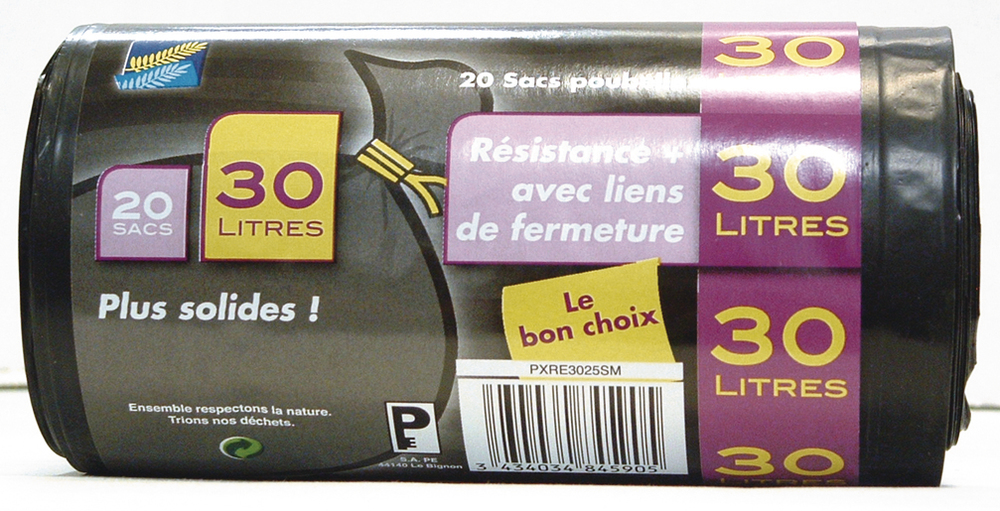 20 Sacs poubelle
30
Résistance +
avec liens
de fermeture
30
LITRES
20
SACS
30
LITRES
Plus solides !
Le
bon choix
30
LITRES
PXRE3025SM
Ensemble respectons la nature.
Trions nos déchets.
PE
S.A. PE
44140 Le Bignon
3 434034 845905
30
LITRES